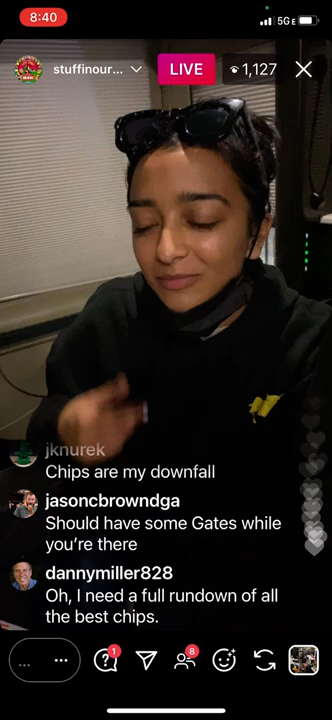 8:40
5GE
stuffinour...
LIVE
1,127
jknurek
Chips are my downfall
jasoncbrowndga
Should have some Gates while
you're there
dannymiller828
Oh, I need a full rundown of all
the best chips.
...
1
8